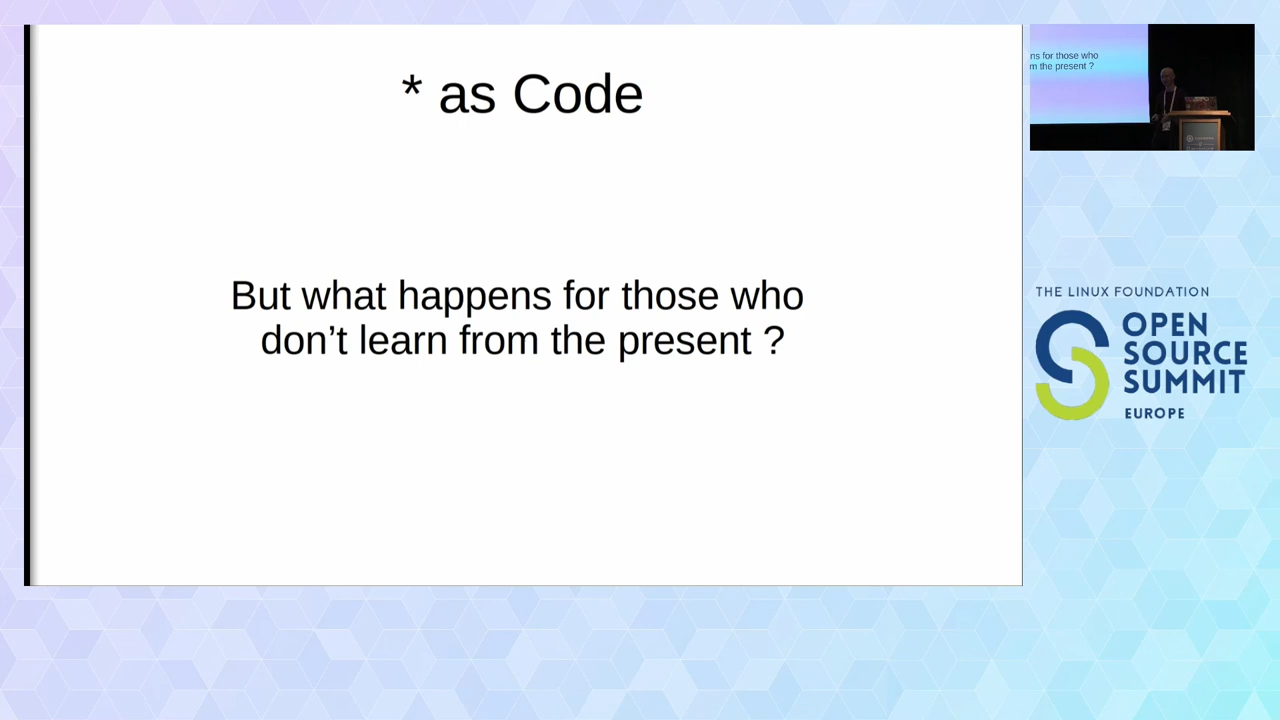 * as Code
But what happens for those who
don’t learn from the present ?
ns for those who
m the present ?
THE LINUX FOUNDATION
OPEN
SOURCE
SUMMIT
EUROPE